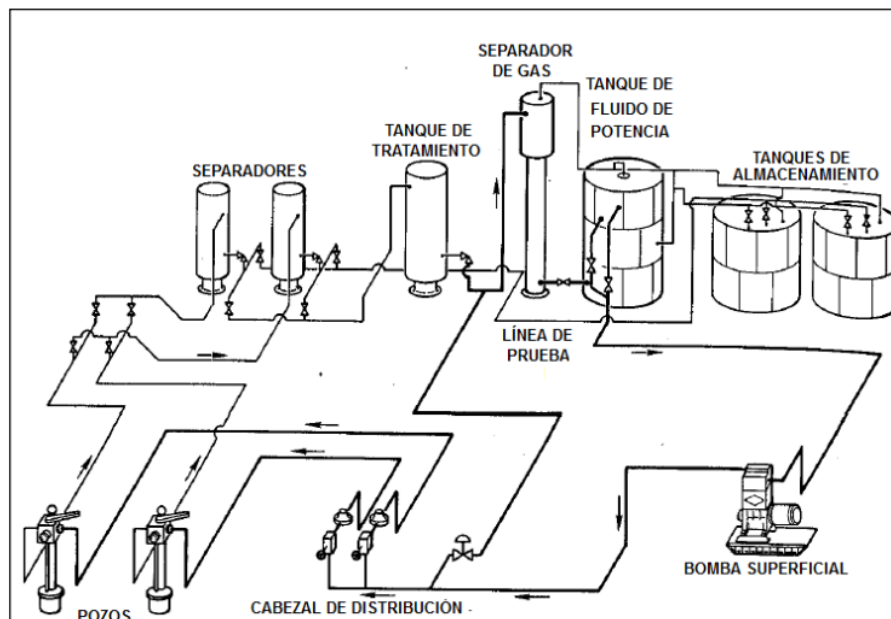 SEPARADOR
DE GAS
TANQUE DE
FLUIDO DE
POTENCIA
TANQUE DE
TRATAMIENTO
SEPARADORES
TANQUES DE
ALMACENAMIENTO
LÍNEA DE
PRUEBA
BOMBA SUPERFICIAL
CABEZAL DE DISTRIBUCIÓN
POZOS